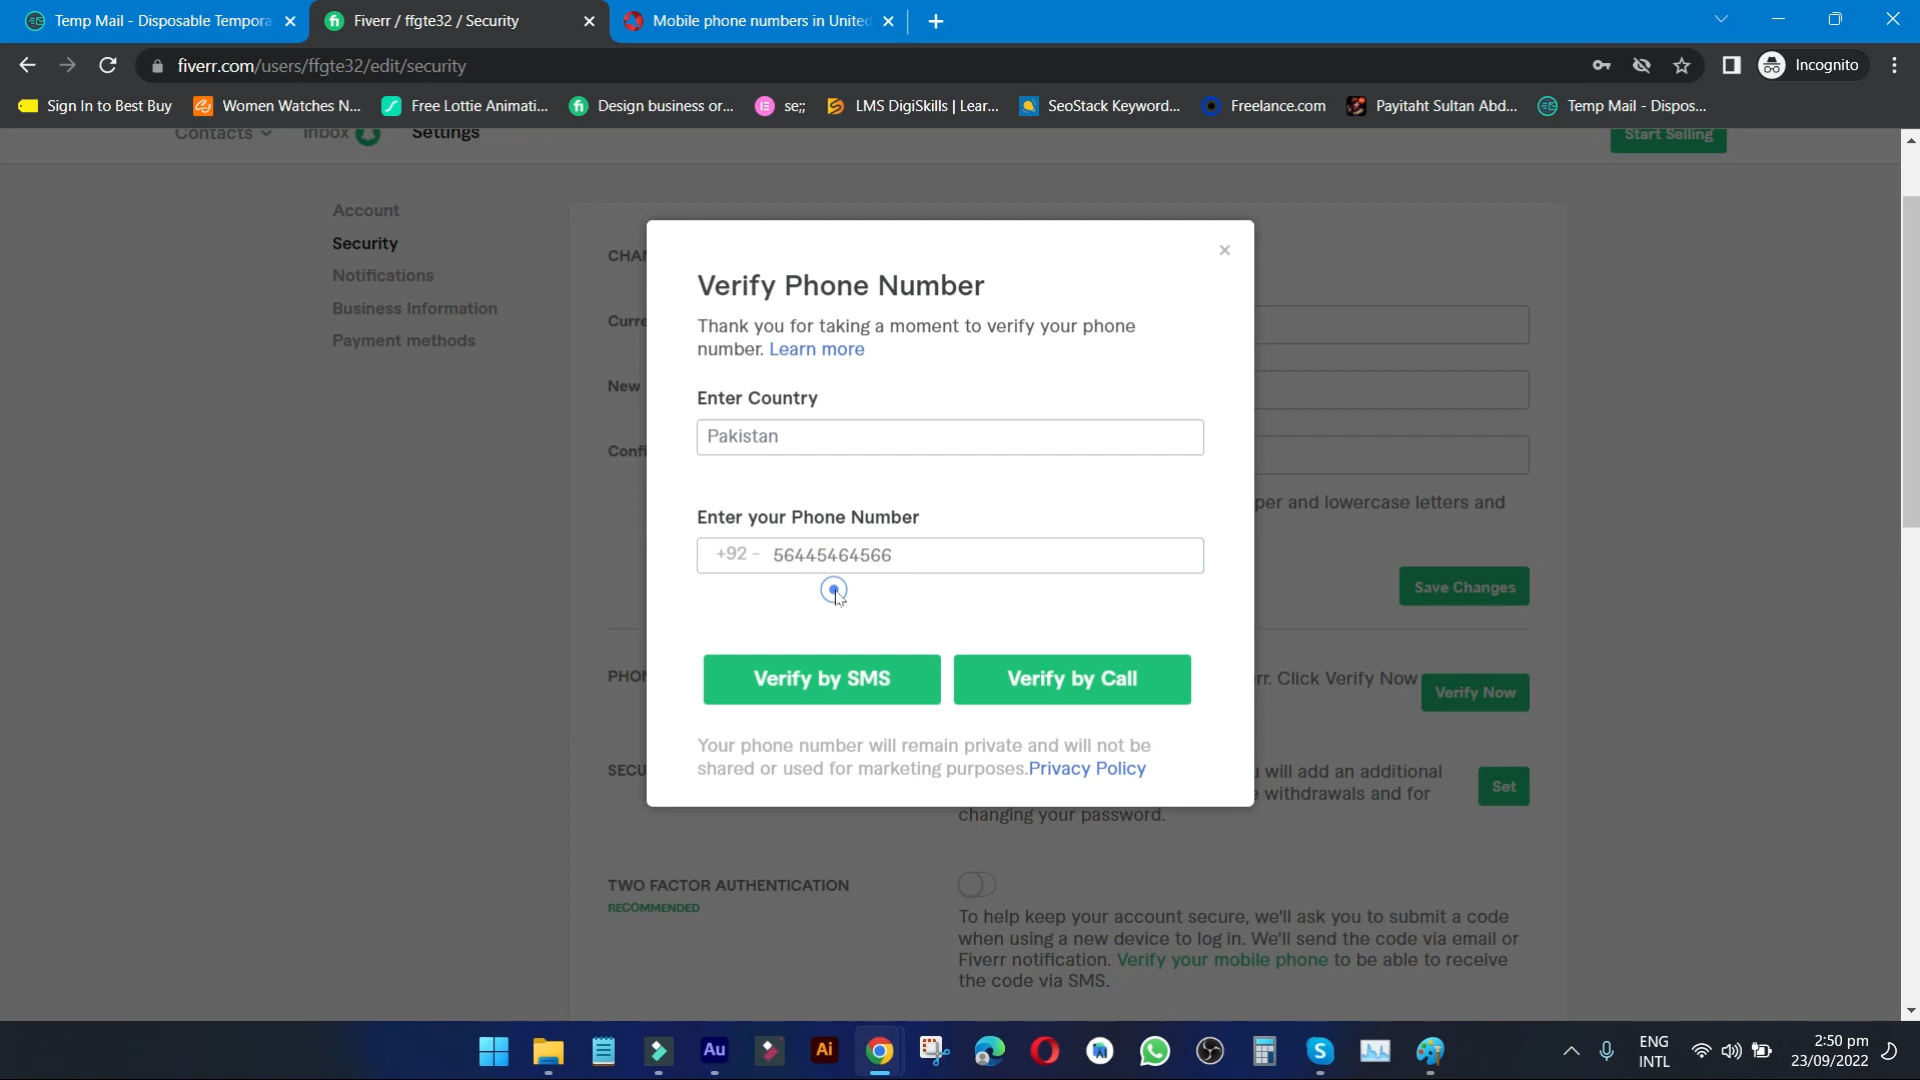 Temp Mail - Disposable Tempora
Fiverr / ffgte32 / Security
Mobile phone numbers in Unite
fiverr.com/users/ffgte32/edit/security
Incognito
Sign In to Best Buy
Women Watches N...
Free Lottie Animati...
Design business or...
se;;
LMS DigiSkills | Lear...
SeoStack Keyword...
Freelance.com
Payitaht Sultan Abd...
Temp Mail - Dispos...
Contacts
Inbox
Settings
Start Selling
Account
Security
Notifications
Business Information
Payment methods
CHA
Curre
New
Confi
per and lowercase letters and
Save Changes
Verify Phone Number
Thank you for taking a moment to verify your phone
number. Learn more
Enter Country
Pakistan
Enter your Phone Number
+92 - 56445464566
Verify by SMS
Verify by Call
Your phone number will remain private and will not be
shared or used for marketing purposes.Privacy Policy
PHO
rr. Click Verify Now
Verify Now
SECU
will add an additional
withdrawals and for
changing your password.
Set
TWO FACTOR AUTHENTICATION
RECOMMENDED
To help keep your account secure, we'll ask you to submit a code
when using a new device to log in. We'll send the code via email or
Fiverr notification. Verify your mobile phone to be able to receive
the code via SMS.
Au
Ai
ENG
INTL
2:50 pm
23/09/2022